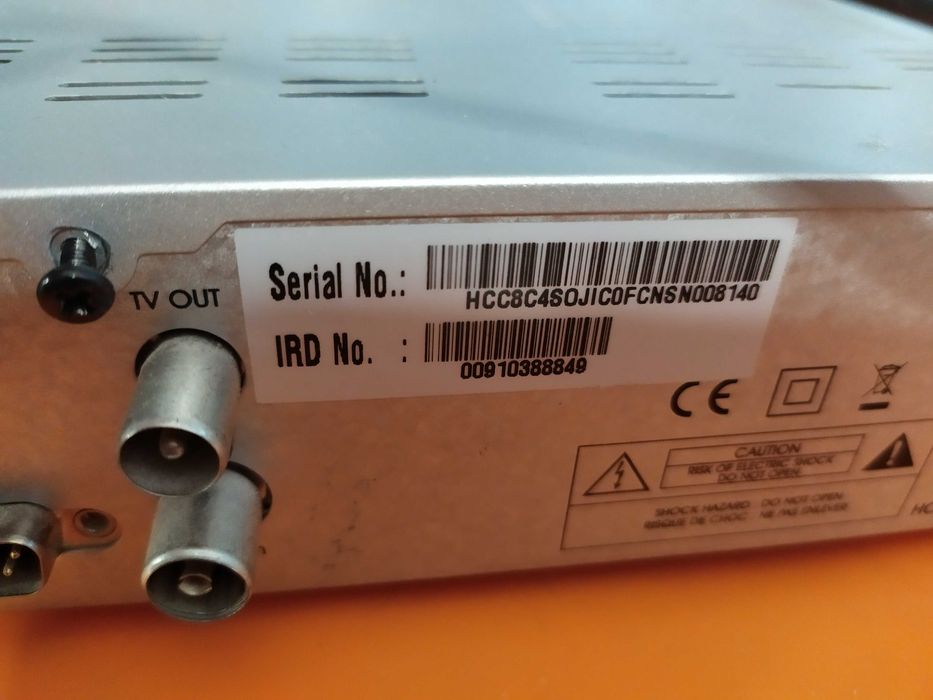 TV OUT
Serial No.:
HCC8C4SOJIC0FCNSN008140
IRD No. :
00910388849
CE
CAUTION
RISK OF ELECTRIC SHOCK
DO NOT OPEN
SHOCK HAZARD DO NOT OPEN
RISQUE DE CHOC NE PAS ENLEVER